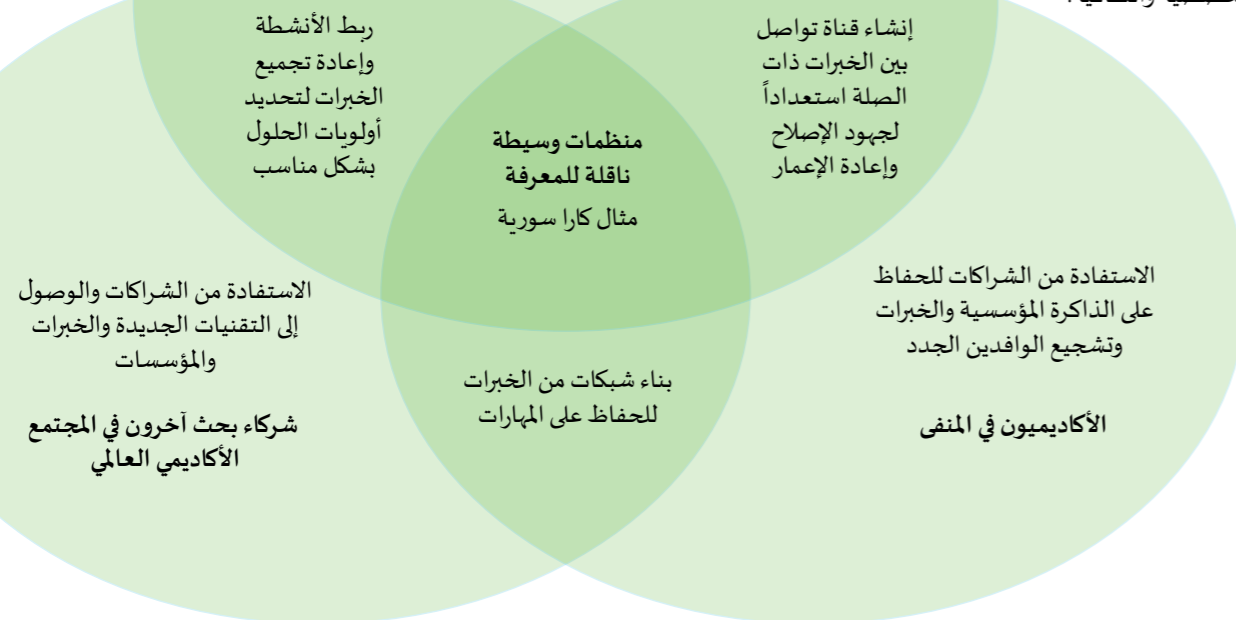 إنشاء قناة تواصل
بين الخبرات ذات
الصلة استعداداً
لجهود الإصلاح
وإعادة الإعمار
ربط الأنشطة
وإعادة تجميع
الخبرات لتحديد
أولويات الحلول
بشكل مناسب
منظمات وسيطة
ناقلة للمعرفة
مثال كارا سورية
الاستفادة من الشراكات للحفاظ
على الذاكرة المؤسسية والخبرات
وتشجيع الوافدين الجدد
الأكاديميون في المنفى
بناء شبكات من الخبرات
للحفاظ على المهارات
الاستفادة من الشراكات والوصول
إلى التقنيات الجديدة والخبرات
والمؤسسات
شركاء بحث آخرون في المجتمع
الأكاديمي العالمي